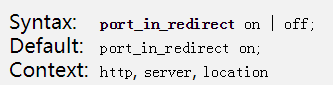 Syntax: port_in_redirect on | off;
Default: port_in_redirect on;
Context: http, server, location